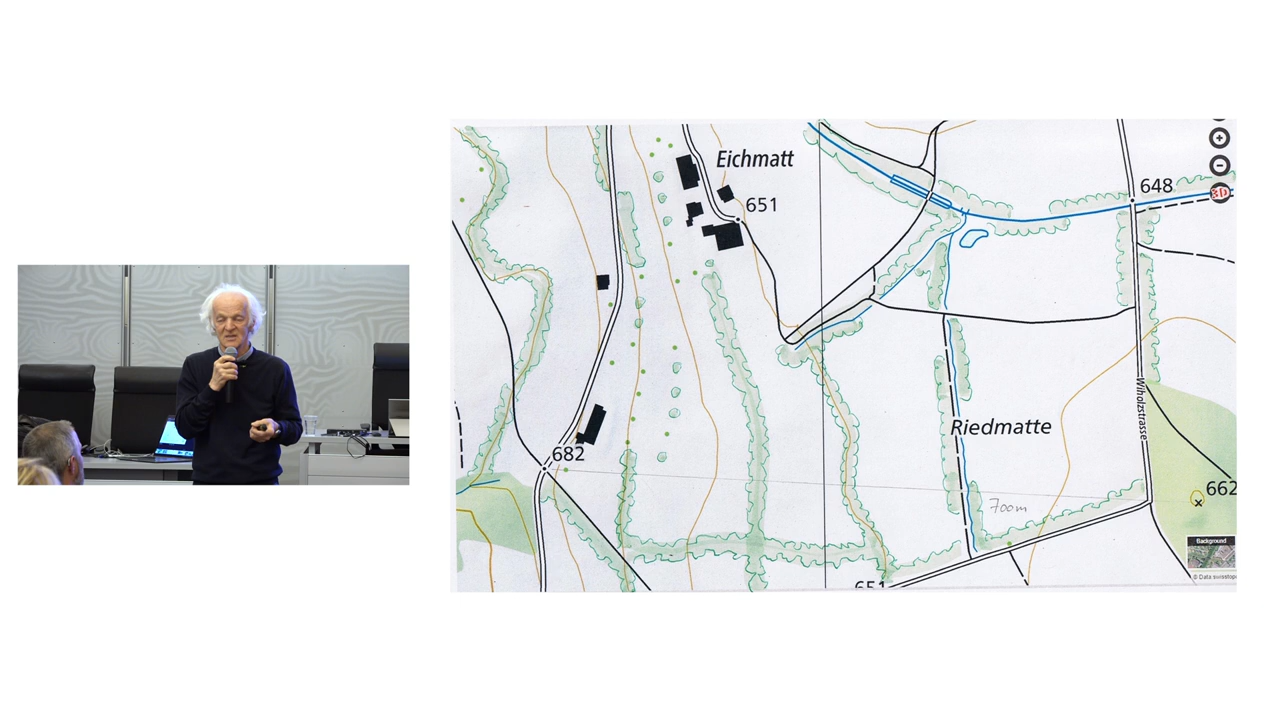 Eichmatt
651
648
3D
682
Riedmatte
Wiholzstrasse
662
700m
651
Background
© Data swisstopo